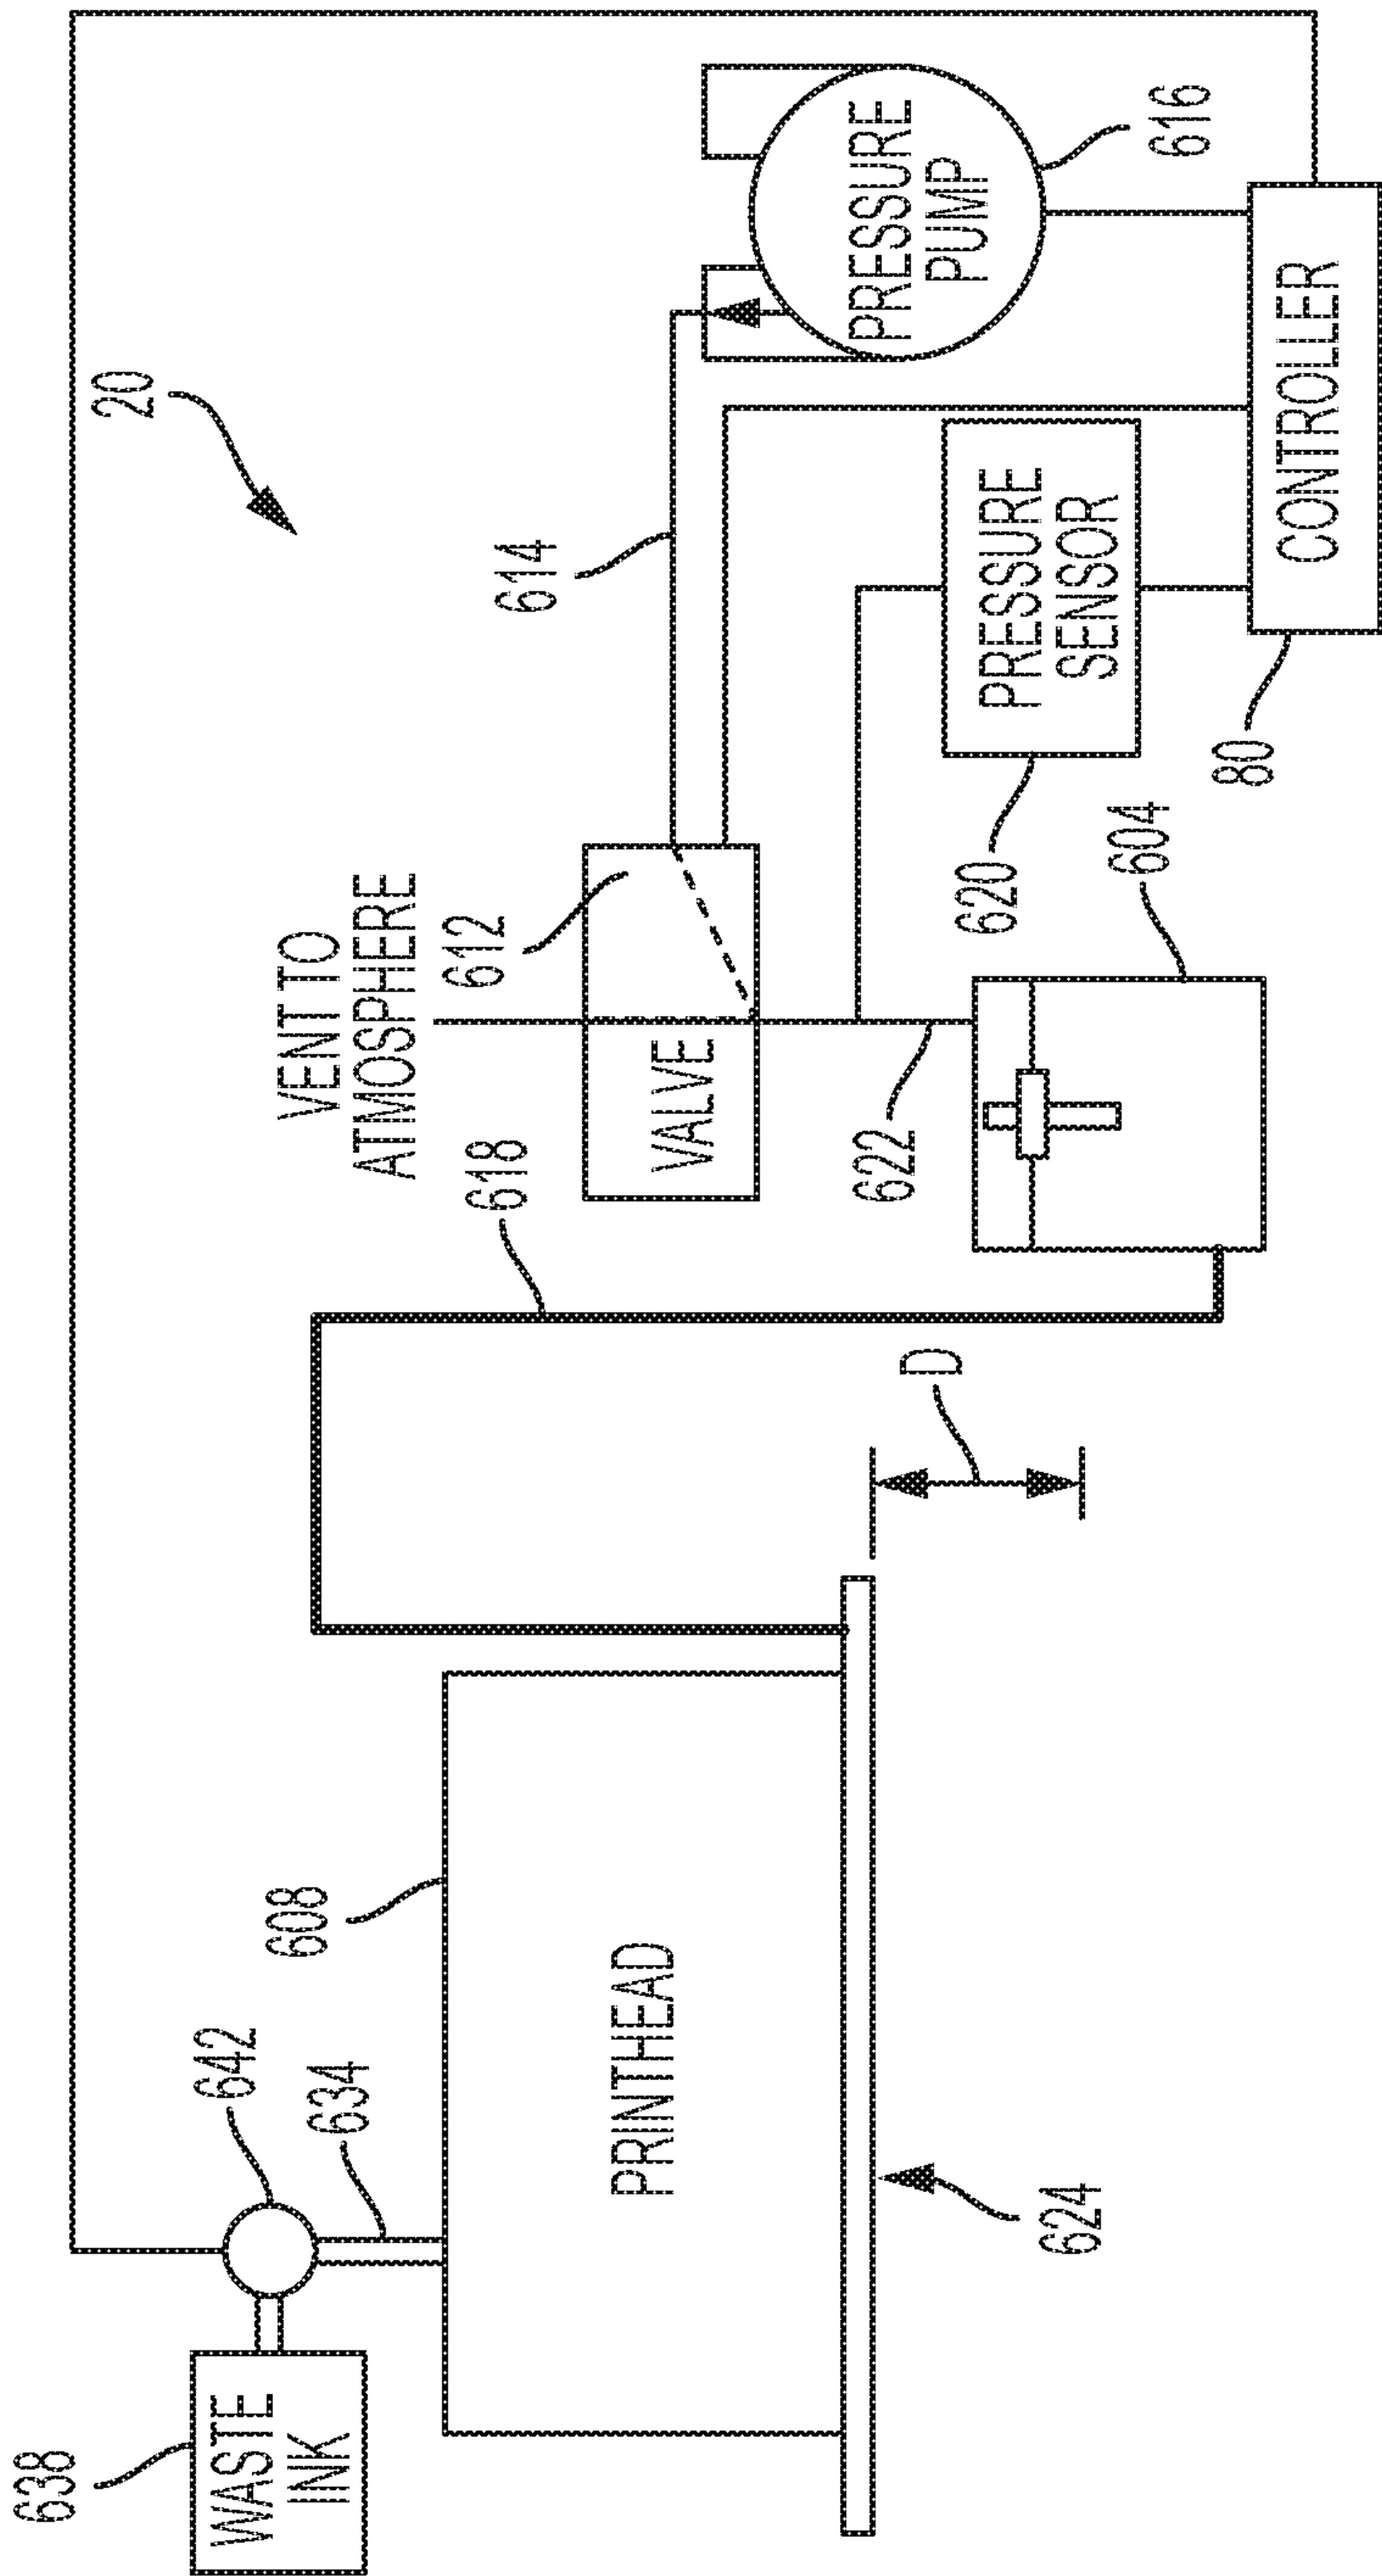 20
638
WASTE
INK
642
634
608
PRINTHEAD
624
618
D
VENT TO
ATMOSPHERE
612
VALVE
622
604
614
620
PRESSURE
SENSOR
PRESSURE
PUMP
616
80
CONTROLLER